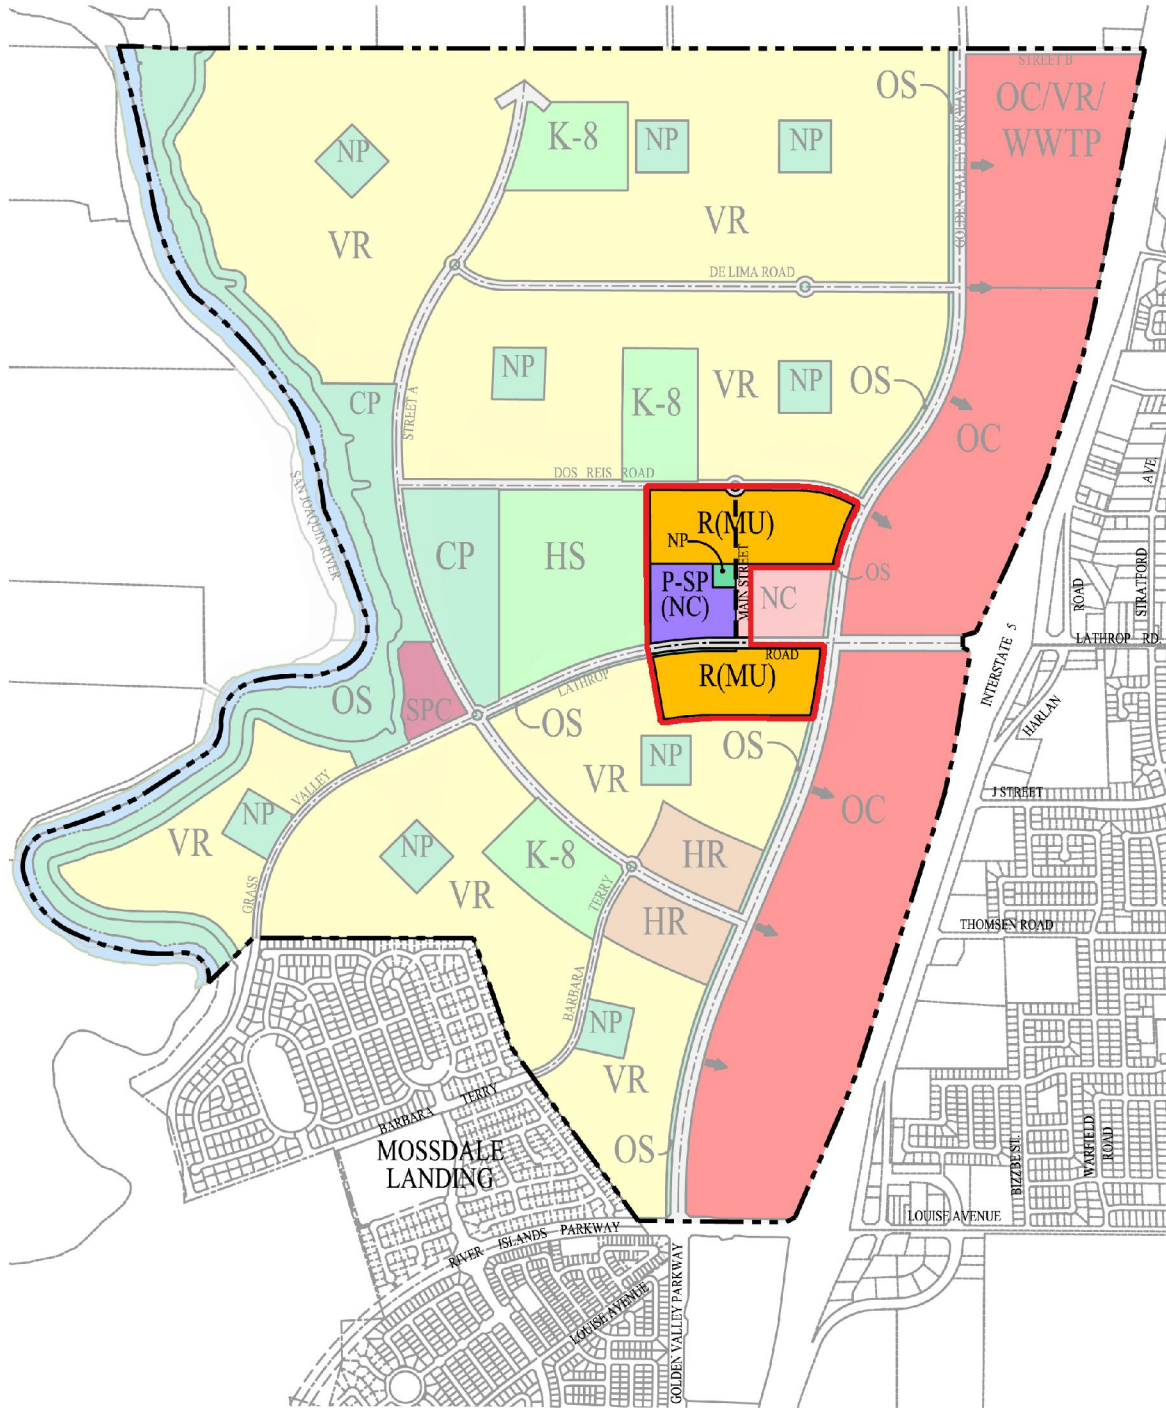 STREET B
OS
OC/VR/
WWTP
K-8
NP
NP
NP
GOLDEN VALLEY PARKWAY
VR
VR
DE LIMA ROAD
NP
NP
VR
OS
K-8
CP
STREET A
OC
AVE.
STRATFORD
DOS REIS ROAD
SAN JOAQUIN RIVER
R(MU)
NP
CP
HS
MAIN STREET
P-SP
(NC)
NC
OS
ROAD
LATHROP RD.
INTERSTATE 5
ROAD
R(MU)
LATHROP
OS
SPC
OS
HARLAN
OS
NP
VR
VALLEY
J STREET
NP
OC
VR
NP
K-8
HR
VR
TERRY
GRASS
HR
THOMSEN ROAD
BARBARA
NP
VR
BARBARA TERRY
MOSSDALE
LANDING
OS
BIZZBE ST.
WARFIELD
ROAD
LOUISE AVENUE
RIVER ISLANDS PARKWAY
LOUISE AVENUE
GOLDEN VALLEY PARKWAY